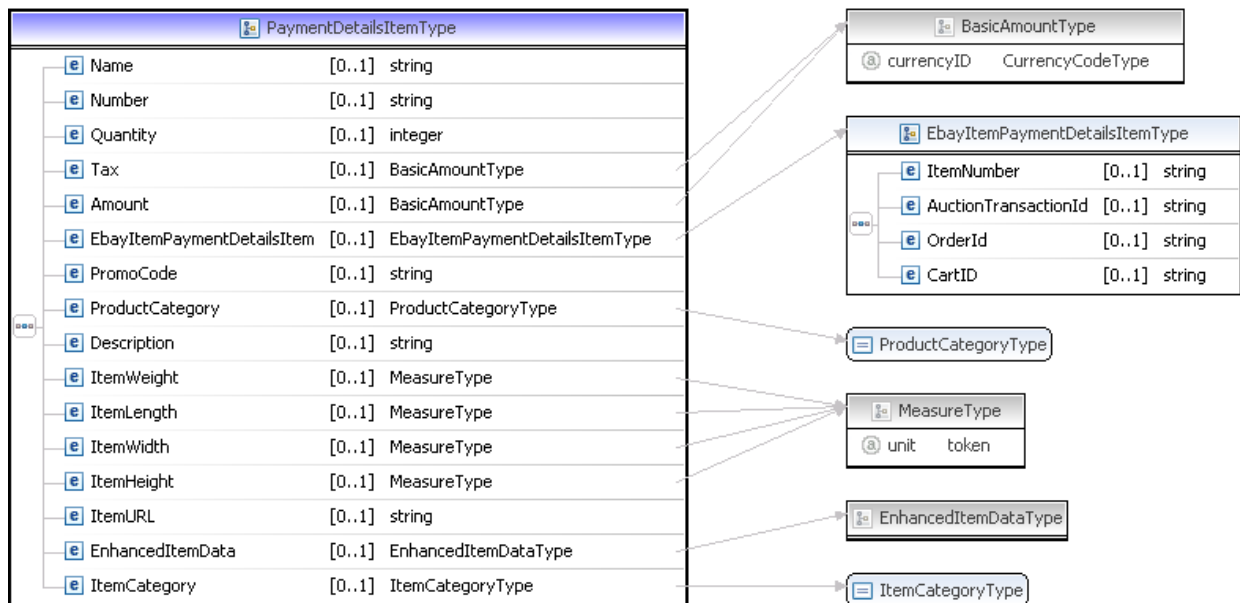 PaymentDetailsItemType
Name [0..1] string
Number [0..1] string
Quantity [0..1] integer
Tax [0..1] BasicAmountType
Amount [0..1] BasicAmountType
EbayItemPaymentDetailsItem [0..1] EbayItemPaymentDetailsItemType
PromoCode [0..1] string
ProductCategory [0..1] ProductCategoryType
Description [0..1] string
ItemWeight [0..1] MeasureType
ItemLength [0..1] MeasureType
ItemWidth [0..1] MeasureType
ItemHeight [0..1] MeasureType
ItemURL [0..1] string
EnhancedItemData [0..1] EnhancedItemDataType
ItemCategory [0..1] ItemCategoryType
BasicAmountType
currencyID CurrencyCodeType
EbayItemPaymentDetailsItemType
ItemNumber [0..1] string
AuctionTransactionId [0..1] string
OrderId [0..1] string
CartID [0..1] string
ProductCategoryType
MeasureType
unit token
EnhancedItemDataType
ItemCategoryType